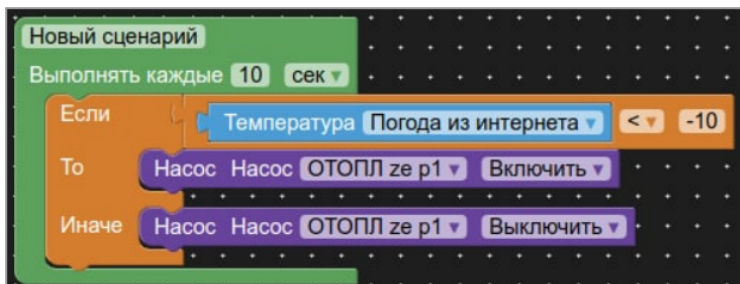 Новый сценарий
Выполнять каждые 10 сек
Если Температура Погода из интернета < -10
То Насос Насос ОТОПЛ ze p1 Включить
Иначе Насос Насос ОТОПЛ ze p1 Выключить